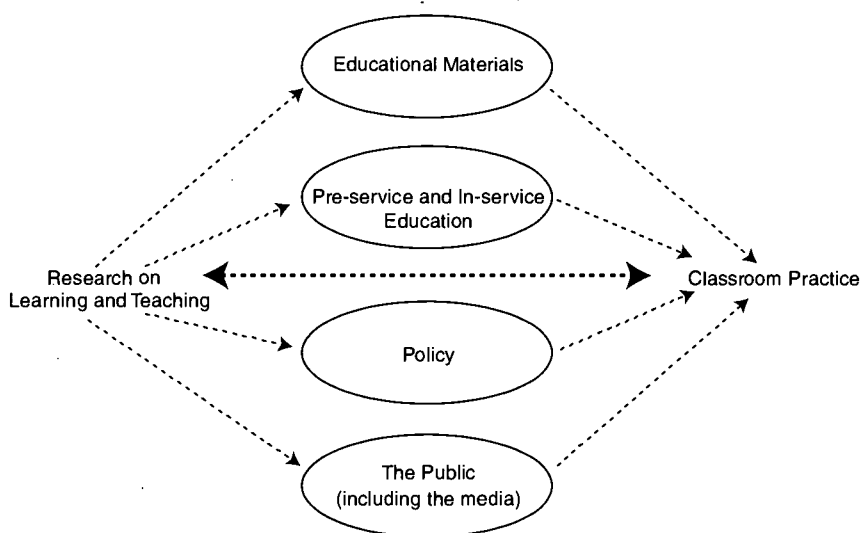 Educational Materials
Pre-service and In-service
Education
Research on
Learning and Teaching
Classroom Practice
Policy
The Public
(including the media)